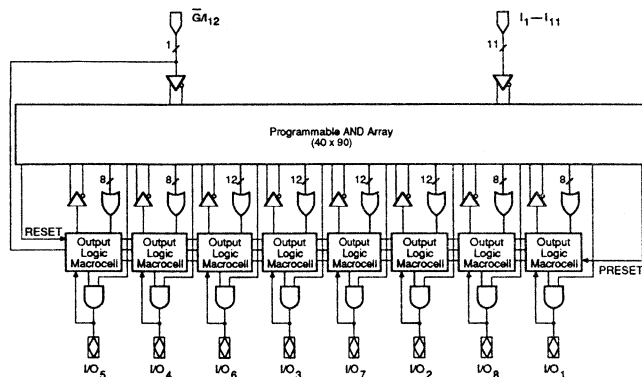 G̅/I12
I1—I11
1
11
Programmable AND Array
(40 x 90)
8 8 12 12 12 12 8 8
RESET
Output Logic Macrocell
Output Logic Macrocell
Output Logic Macrocell
Output Logic Macrocell
Output Logic Macrocell
Output Logic Macrocell
Output Logic Macrocell
Output Logic Macrocell
PRESET
I/O5 I/O4 I/O6 I/O3 I/O7 I/O2 I/O8 I/O1